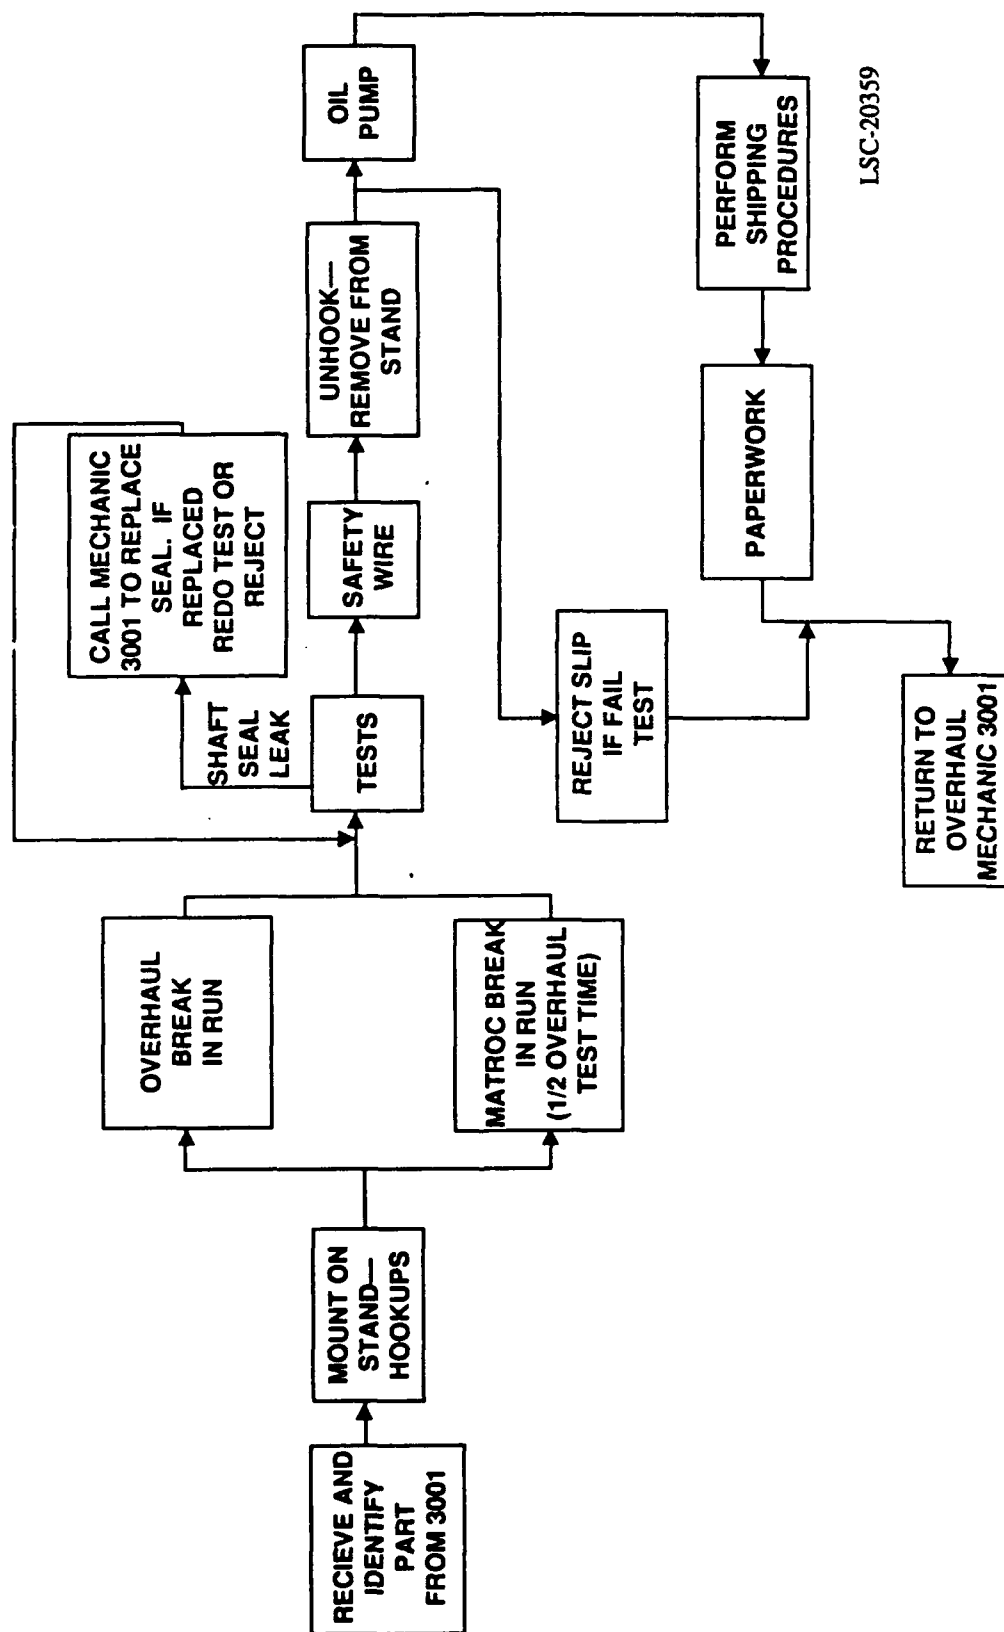 RECIEVE AND
IDENTIFY
PART
FROM 3001
MOUNT ON
STAND—
HOOKUPS
OVERHAUL
BREAK
IN RUN
MATROC BREAK
IN RUN
(1/2 OVERHAUL
TEST TIME)
TESTS
SHAFT
SEAL
LEAK
CALL MECHANIC
3001 TO REPLACE
SEAL. IF
REPLACED
REDO TEST OR
REJECT
SAFETY
WIRE
UNHOOK—
REMOVE FROM
STAND
OIL
PUMP
REJECT SLIP
IF FAIL
TEST
PERFORM
SHIPPING
PROCEDURES
PAPERWORK
RETURN TO
OVERHAUL
MECHANIC 3001
LSC-20359